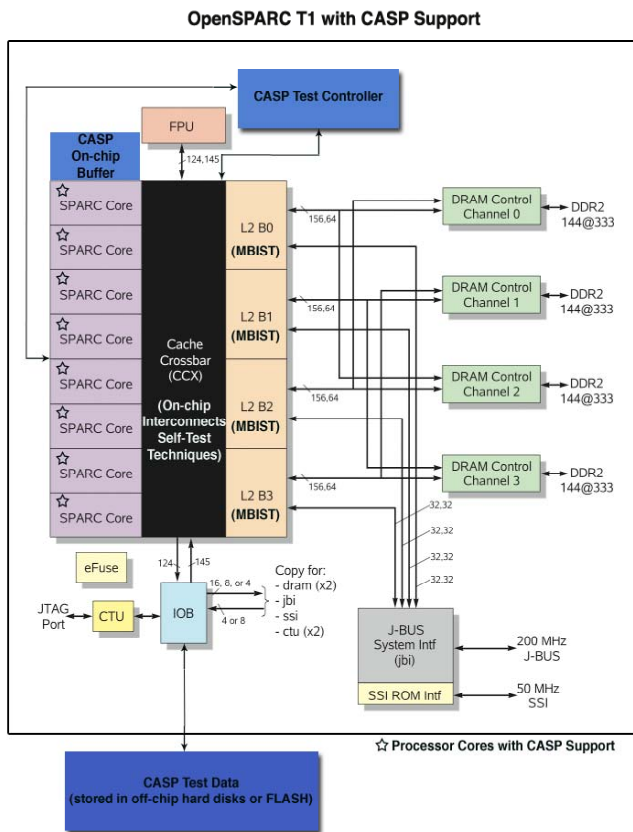 OpenSPARC T1 with CASP Support
CASP Test Controller
FPU
124,145
CASP
On-chip
Buffer
SPARC Core
SPARC Core
SPARC Core
SPARC Core
SPARC Core
SPARC Core
SPARC Core
SPARC Core
Cache
Crossbar
(CCX)
(On-chip
Interconnects
Self-Test
Techniques)
L2 B0
(MBIST)
L2 B1
(MBIST)
L2 B2
(MBIST)
L2 B3
(MBIST)
156,64
156,64
156,64
156,64
DRAM Control
Channel 0
DDR2
144@333
DRAM Control
Channel 1
DDR2
144@333
DRAM Control
Channel 2
DDR2
144@333
DRAM Control
Channel 3
DDR2
144@333
32,32
32,32
32,32
32,32
124
145
eFuse
JTAG
Port
CTU
IOB
16, 8, or 4
4 or 8
Copy for:
- dram (x2)
- jbi
- ssi
- ctu (x2)
J-BUS
System Intf
(jbi)
SSI ROM Intf
200 MHz
J-BUS
50 MHz
SSI
☆ Processor Cores with CASP Support
CASP Test Data
(stored in off-chip hard disks or FLASH)